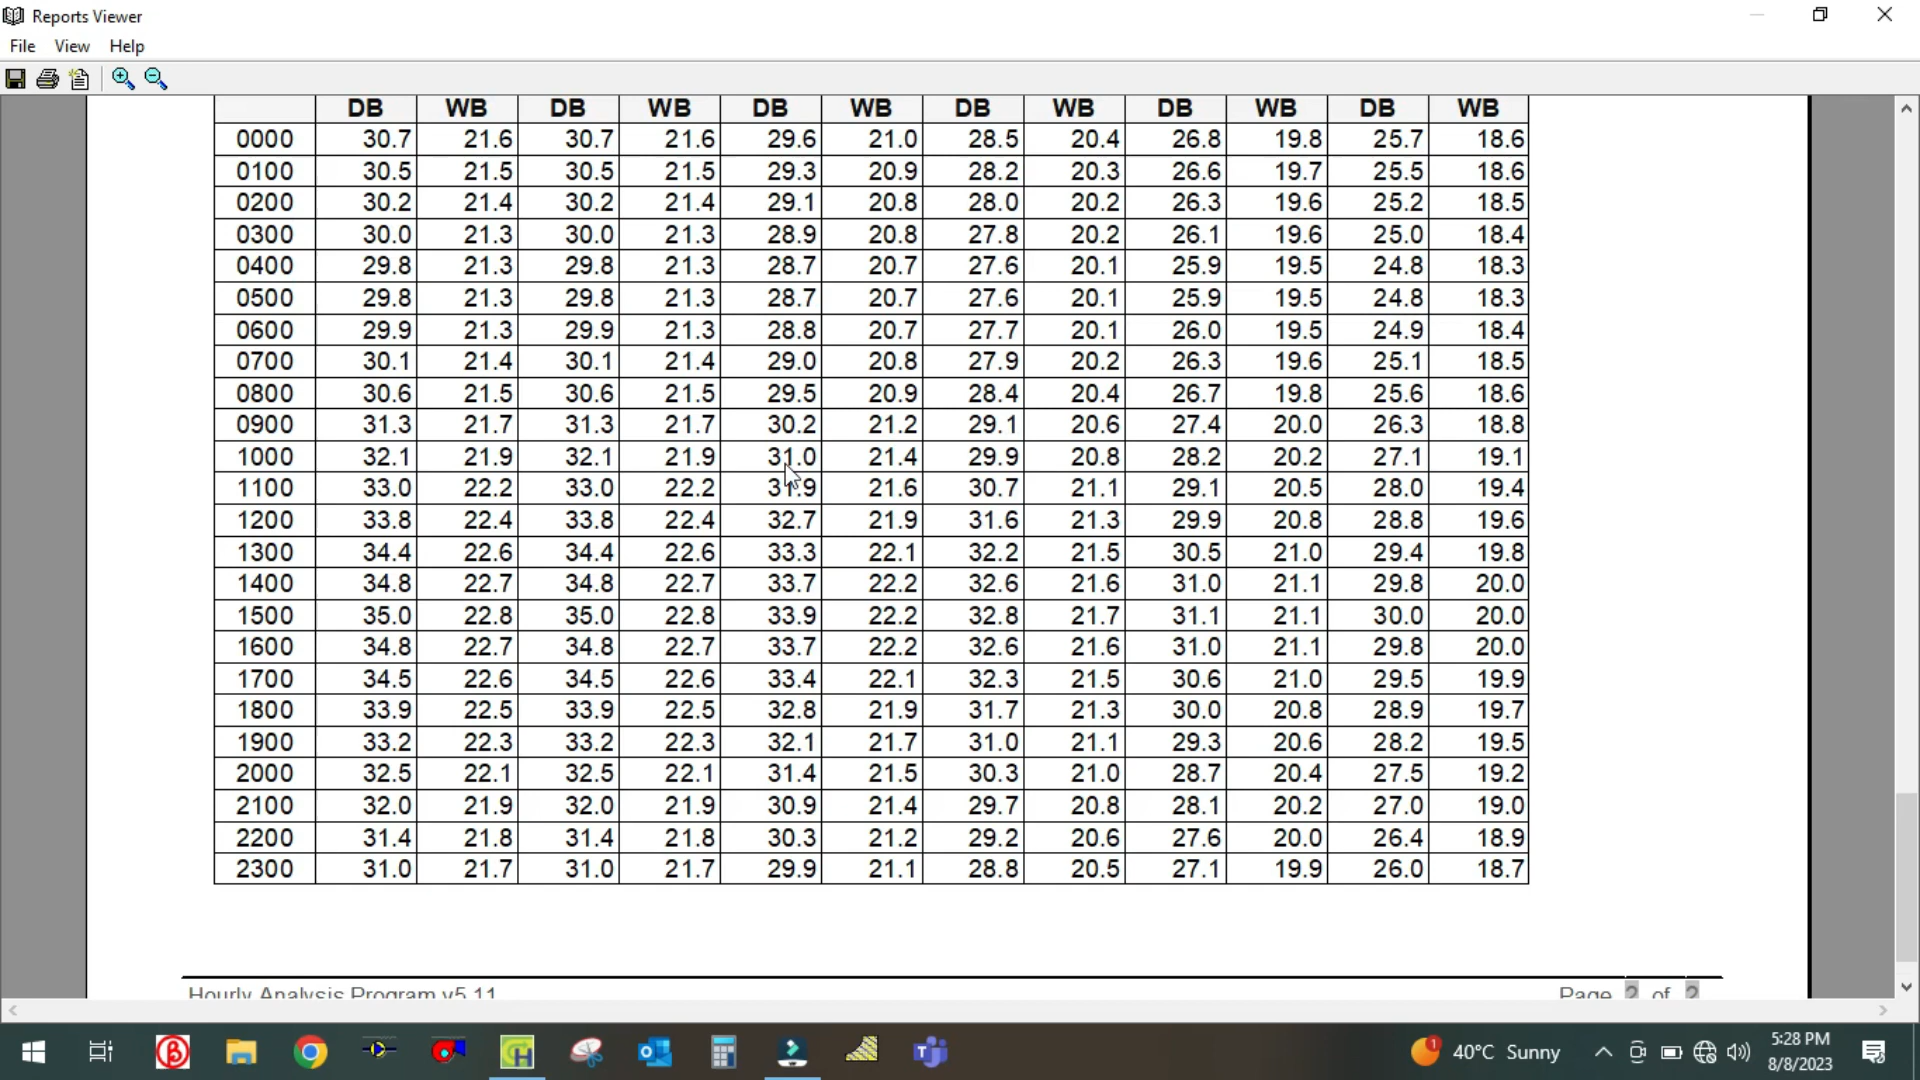 Reports Viewer
File View Help
DB WB DB WB DB WB DB WB DB WB DB WB
0000 30.7 21.6 30.7 21.6 29.6 21.0 28.5 20.4 26.8 19.8 25.7 18.6
0100 30.5 21.5 30.5 21.5 29.3 20.9 28.2 20.3 26.6 19.7 25.5 18.6
0200 30.2 21.4 30.2 21.4 29.1 20.8 28.0 20.2 26.3 19.6 25.2 18.5
0300 30.0 21.3 30.0 21.3 28.9 20.8 27.8 20.2 26.1 19.6 25.0 18.4
0400 29.8 21.3 29.8 21.3 28.7 20.7 27.6 20.1 25.9 19.5 24.8 18.3
0500 29.8 21.3 29.8 21.3 28.7 20.7 27.6 20.1 25.9 19.5 24.8 18.3
0600 29.9 21.3 29.9 21.3 28.8 20.7 27.7 20.1 26.0 19.5 24.9 18.4
0700 30.1 21.4 30.1 21.4 29.0 20.8 27.9 20.2 26.3 19.6 25.1 18.5
0800 30.6 21.5 30.6 21.5 29.5 20.9 28.4 20.4 26.7 19.8 25.6 18.6
0900 31.3 21.7 31.3 21.7 30.2 21.2 29.1 20.6 27.4 20.0 26.3 18.8
1000 32.1 21.9 32.1 21.9 31.0 21.4 29.9 20.8 28.2 20.2 27.1 19.1
1100 33.0 22.2 33.0 22.2 31.9 21.6 30.7 21.1 29.1 20.5 28.0 19.4
1200 33.8 22.4 33.8 22.4 32.7 21.9 31.6 21.3 29.9 20.8 28.8 19.6
1300 34.4 22.6 34.4 22.6 33.3 22.1 32.2 21.5 30.5 21.0 29.4 19.8
1400 34.8 22.7 34.8 22.7 33.7 22.2 32.6 21.6 31.0 21.1 29.8 20.0
1500 35.0 22.8 35.0 22.8 33.9 22.2 32.8 21.7 31.1 21.1 30.0 20.0
1600 34.8 22.7 34.8 22.7 33.7 22.2 32.6 21.6 31.0 21.1 29.8 20.0
1700 34.5 22.6 34.5 22.6 33.4 22.1 32.3 21.5 30.6 21.0 29.5 19.9
1800 33.9 22.5 33.9 22.5 32.8 21.9 31.7 21.3 30.0 20.8 28.9 19.7
1900 33.2 22.3 33.2 22.3 32.1 21.7 31.0 21.1 29.3 20.6 28.2 19.5
2000 32.5 22.1 32.5 22.1 31.4 21.5 30.3 21.0 28.7 20.4 27.5 19.2
2100 32.0 21.9 32.0 21.9 30.9 21.4 29.7 20.8 28.1 20.2 27.0 19.0
2200 31.4 21.8 31.4 21.8 30.3 21.2 29.2 20.6 27.6 20.0 26.4 18.9
2300 31.0 21.7 31.0 21.7 29.9 21.1 28.8 20.5 27.1 19.9 26.0 18.7
Hourly Analysis Program v5.11 Page 2 of 2
1 40°C Sunny
5:28 PM
8/8/2023